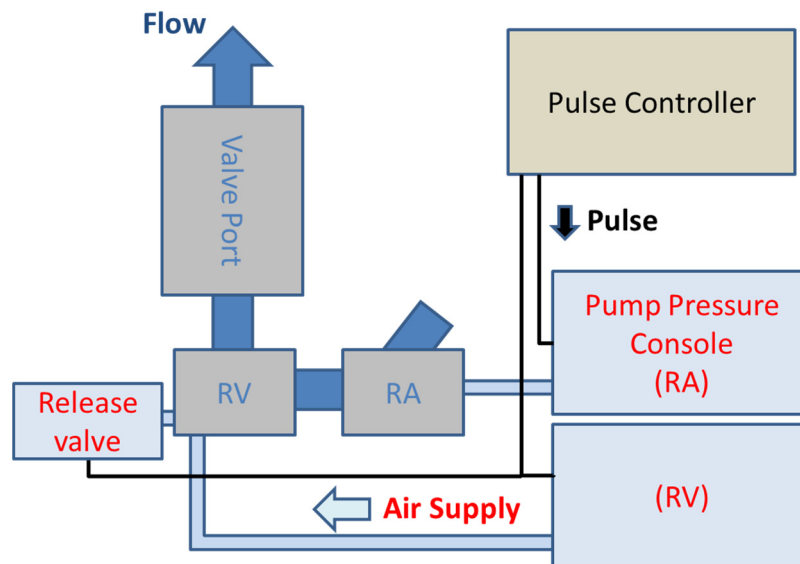 Flow
Pulse Controller
Valve Port
Pulse
Pump Pressure
Console
(RA)
RV
RA
Release
valve
(RV)
Air Supply